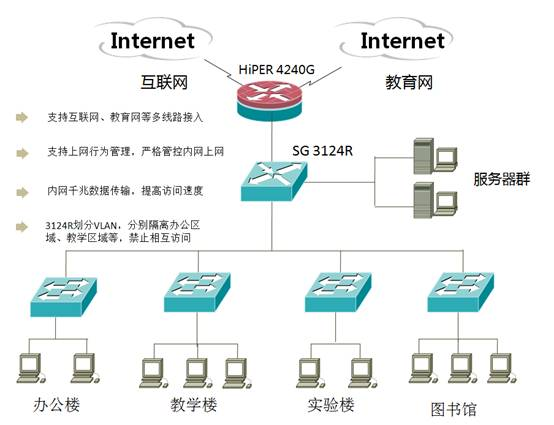 Internet
Internet
互联网
HiPER 4240G
教育网
支持互联网、教育网等多线路接入
支持上网行为管理，严格管控内网上网
SG 3124R
内网千兆数据传输，提高访问速度
服务器群
3124R划分VLAN，分别隔离办公区
域、教学区域等，禁止相互访问
办公楼
教学楼
实验楼
图书馆